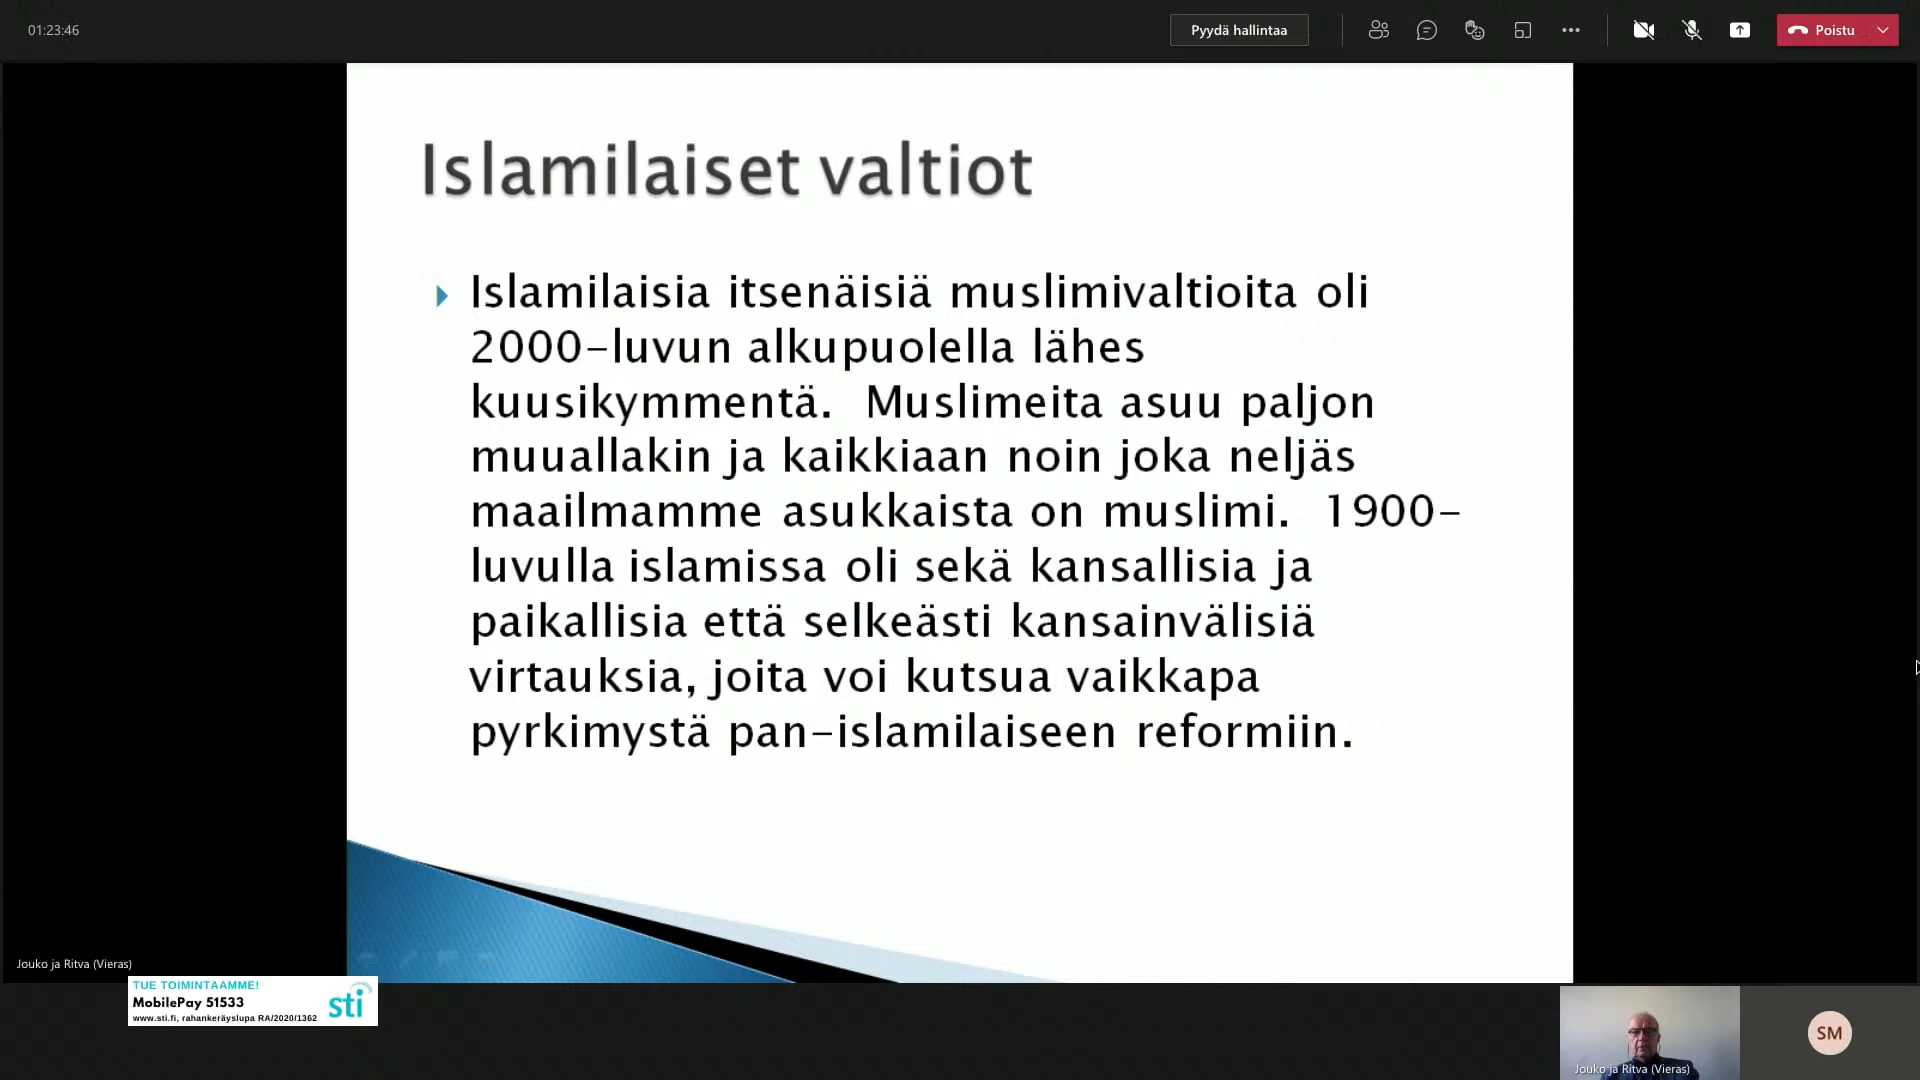 01:23:46
Pyydä hallintaa
Poistu
Islamilaiset valtiot
Islamilaisia itsenäisiä muslimivaltioita oli
2000-luvun alkupuolella lähes
kuusikymmentä. Muslimeita asuu paljon
muuallakin ja kaikkiaan noin joka neljäs
maailmamme asukkaista on muslimi. 1900-
luvulla islamissa oli sekä kansallisia ja
paikallisia että selkeästi kansainvälisiä
virtauksia, joita voi kutsua vaikkapa
pyrkimystä pan-islamilaiseen reformiin.
Jouko ja Ritva (Vieras)
TUE TOIMINTAAMME!
MobilePay 51533
www.sti.fi, rahankeräyslupa RA/2020/1362
sti
Jouko ja Ritva (Vieras)
SM